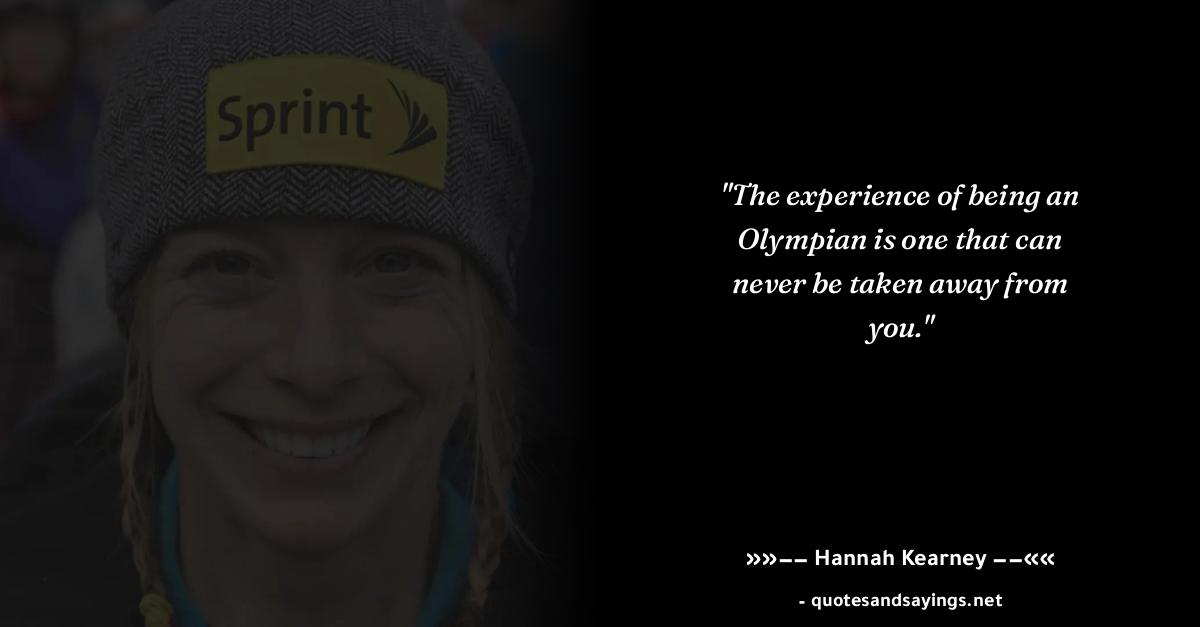 Sprint
"The experience of being an
Olympian is one that can
never be taken away from
you."
»»–– Hannah Kearney ––««
- quotesandsayings.net